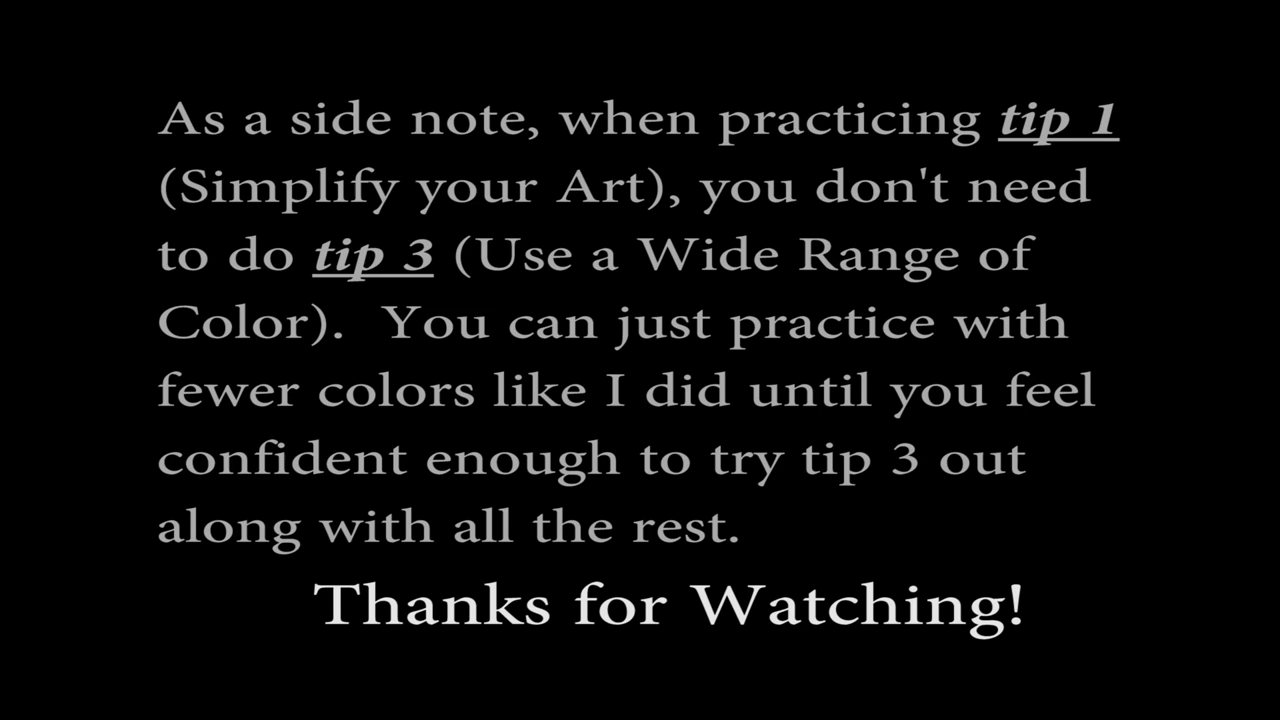 As a side note, when practicing tip 1
(Simplify your Art), you don't need
to do tip 3 (Use a Wide Range of
Color).  You can just practice with
fewer colors like I did until you feel
confident enough to try tip 3 out
along with all the rest.
Thanks for Watching!